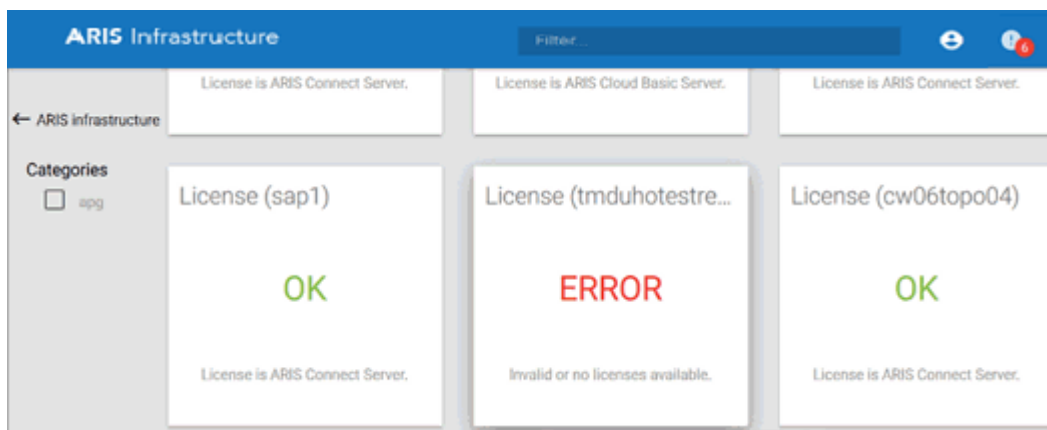 ARIS Infrastructure
Filter...
6
License is ARIS Connect Server.
License is ARIS Cloud Basic Server.
License is ARIS Connect Server.
← ARIS infrastructure
Categories
apg
License (sap1)
OK
License is ARIS Connect Server.
License (tmduhotestre...
ERROR
Invalid or no licenses available.
License (cw06topo04)
OK
License is ARIS Connect Server.